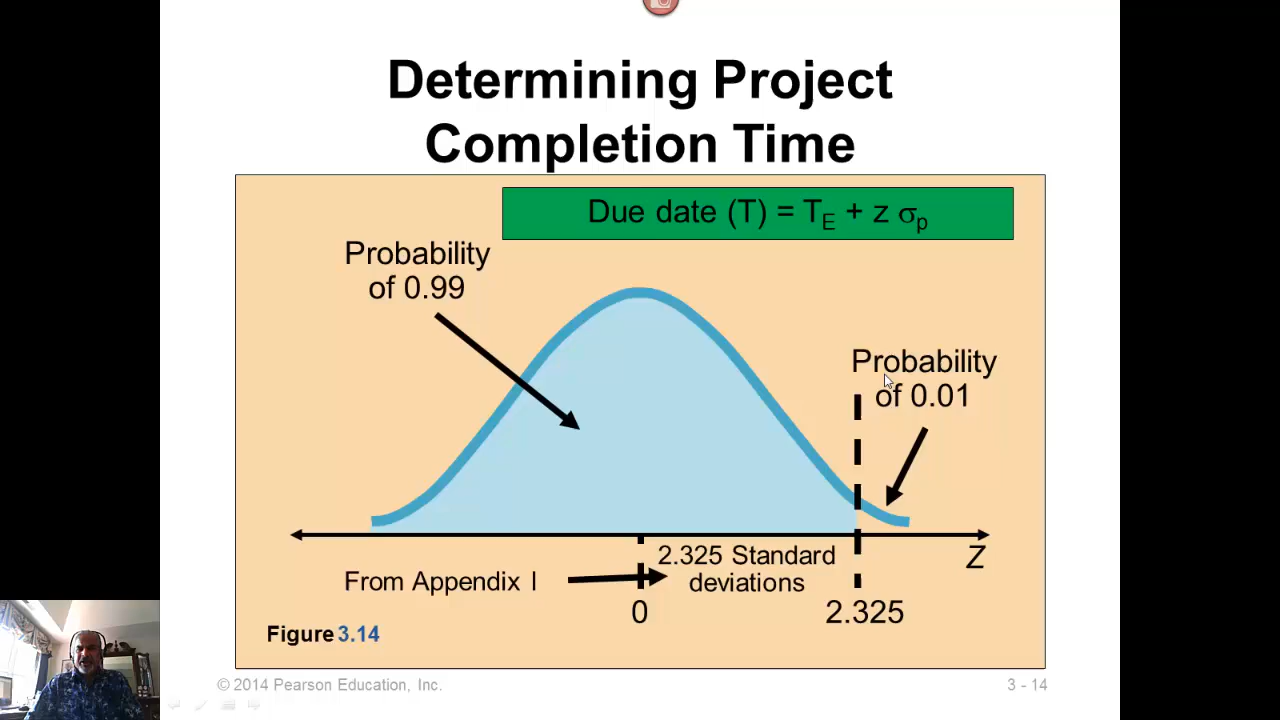 Determining Project
Completion Time
Due date (T) = TE + z σp
Probability
of 0.99
Probability
of 0.01
2.325 Standard
deviations
Z
From Appendix I
0
2.325
Figure 3.14
© 2014 Pearson Education, Inc.
3 - 14